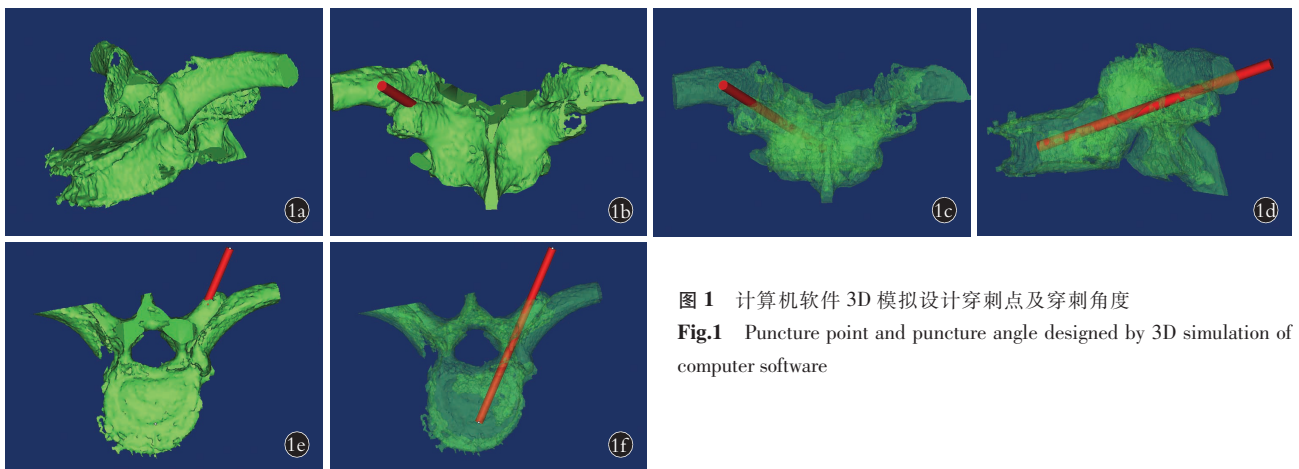 1a
1b
1c
1d
1e
1f
图 1 计算机软件 3D 模拟设计穿刺点及穿刺角度
Fig.1 Puncture point and puncture angle designed by 3D simulation of
computer software